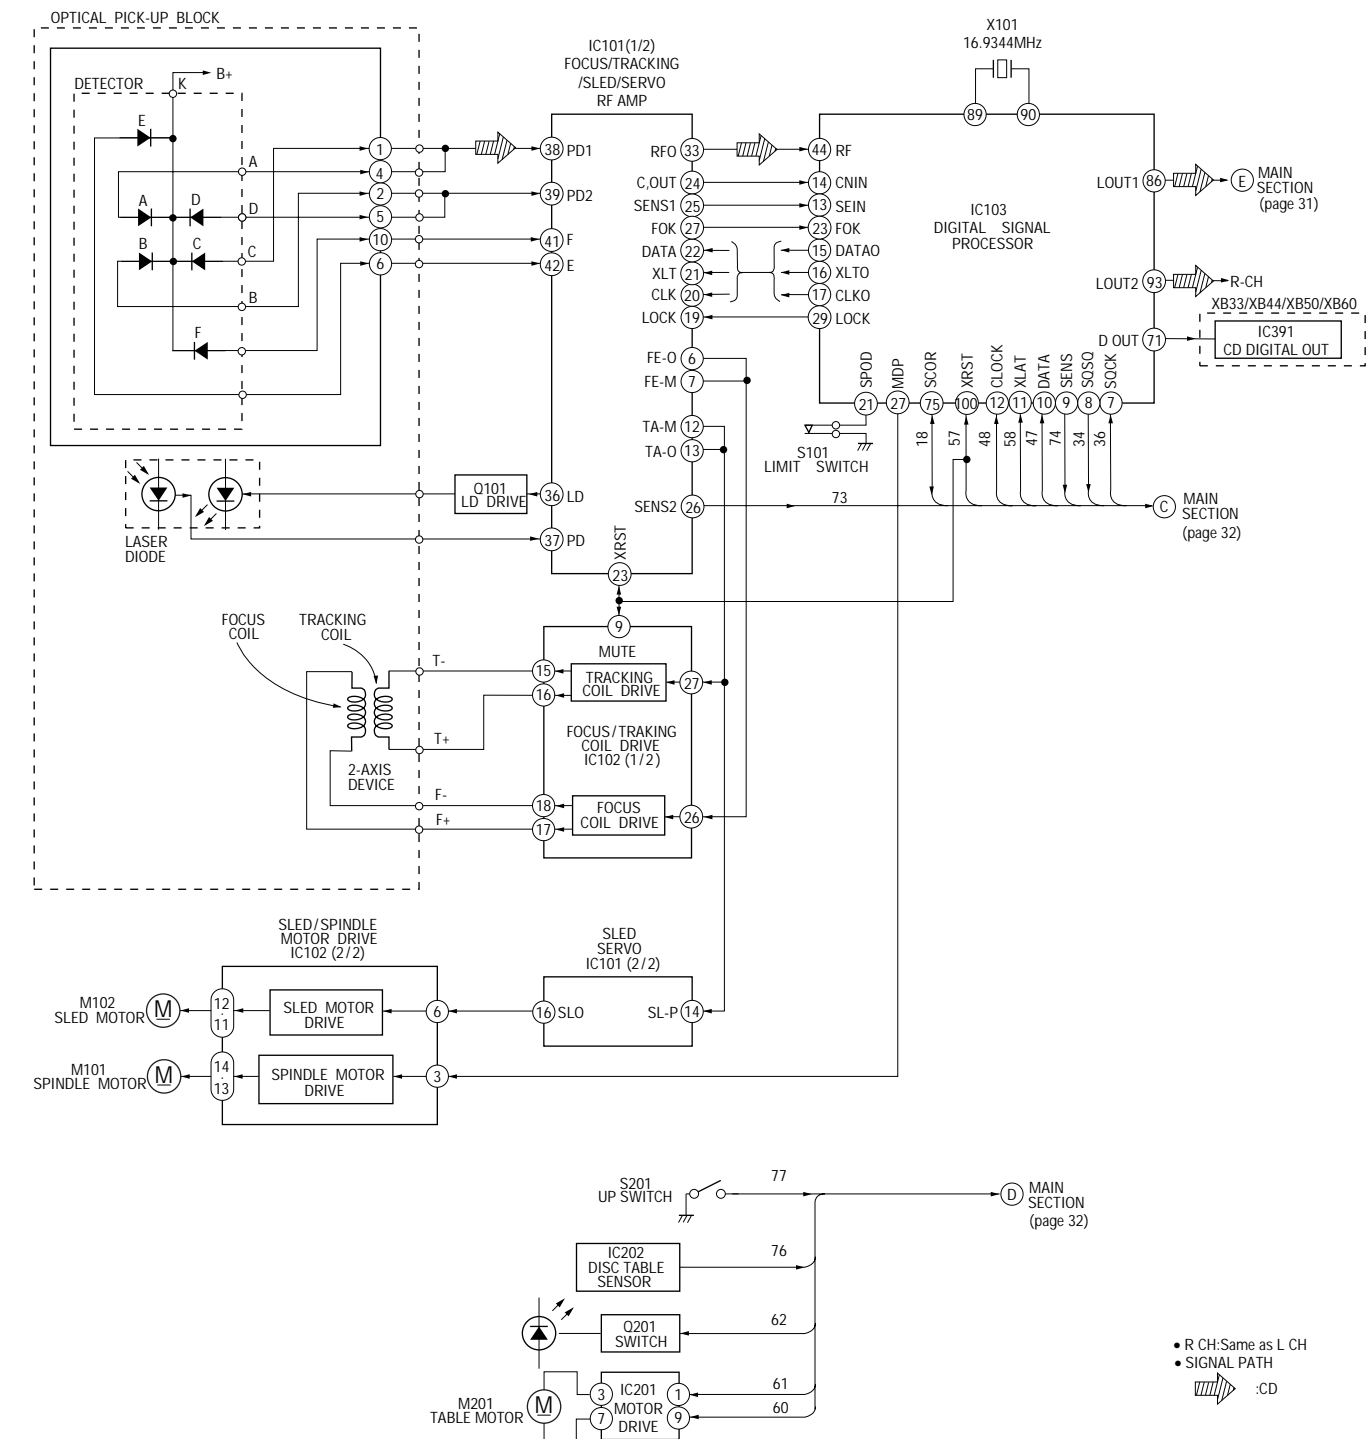 OPTICAL PICK-UP BLOCK
DETECTOR
K
B+
E
A
A
D
D
B
C
C
B
F
1
4
2
5
10
6
LASER
DIODE
IC101(1/2)
FOCUS/TRACKING
/SLED/SERVO
RF AMP
38 PD1
39 PD2
41 F
42 E
36 LD
37 PD
Q101
LD DRIVE
RFO 33
C,OUT 24
SENS1 25
FOK 27
DATA 22
XLT 21
CLK 20
LOCK 19
FE-O 6
FE-M 7
TA-M 12
TA-O 13
SENS2 26
XRST
23
X101
16.9344MHz
89
90
44 RF
14 CNIN
13 SEIN
23 FOK
15 DATAO
16 XLTO
17 CLKO
29 LOCK
IC103
DIGITAL SIGNAL
PROCESSOR
LOUT1 86
E
MAIN
SECTION
(page 31)
LOUT2 93
R-CH
XB33/XB44/XB50/XB60
D OUT 71
IC391
CD DIGITAL OUT
SPOD
MDP
SCOR
XRST
CLOCK
XLAT
DATA
SENS
SQSQ
SQCK
21
27
75
100
12
11
10
9
8
7
18
57
48
58
47
74
34
36
S101
LIMIT SWITCH
73
C
MAIN
SECTION
(page 32)
FOCUS
COIL
TRACKING
COIL
2-AXIS
DEVICE
T-
T+
F-
F+
9
MUTE
15
16
TRACKING
COIL DRIVE
27
FOCUS/TRAKING
COIL DRIVE
IC102 (1/2)
18
17
FOCUS
COIL DRIVE
26
SLED/SPINDLE
MOTOR DRIVE
IC102 (2/2)
M102
SLED MOTOR
M
12
·
11
SLED MOTOR
DRIVE
6
M101
SPINDLE MOTOR
M
14
·
13
SPINDLE MOTOR
DRIVE
3
SLED
SERVO
IC101 (2/2)
16 SLO
SL-P 14
S201
UP SWITCH
77
D
MAIN
SECTION
(page 32)
IC202
DISC TABLE
SENSOR
76
Q201
SWITCH
62
M201
TABLE MOTOR
M
3
7
IC201
MOTOR
DRIVE
1
9
61
60
• R CH:Same as L CH
• SIGNAL PATH
:CD